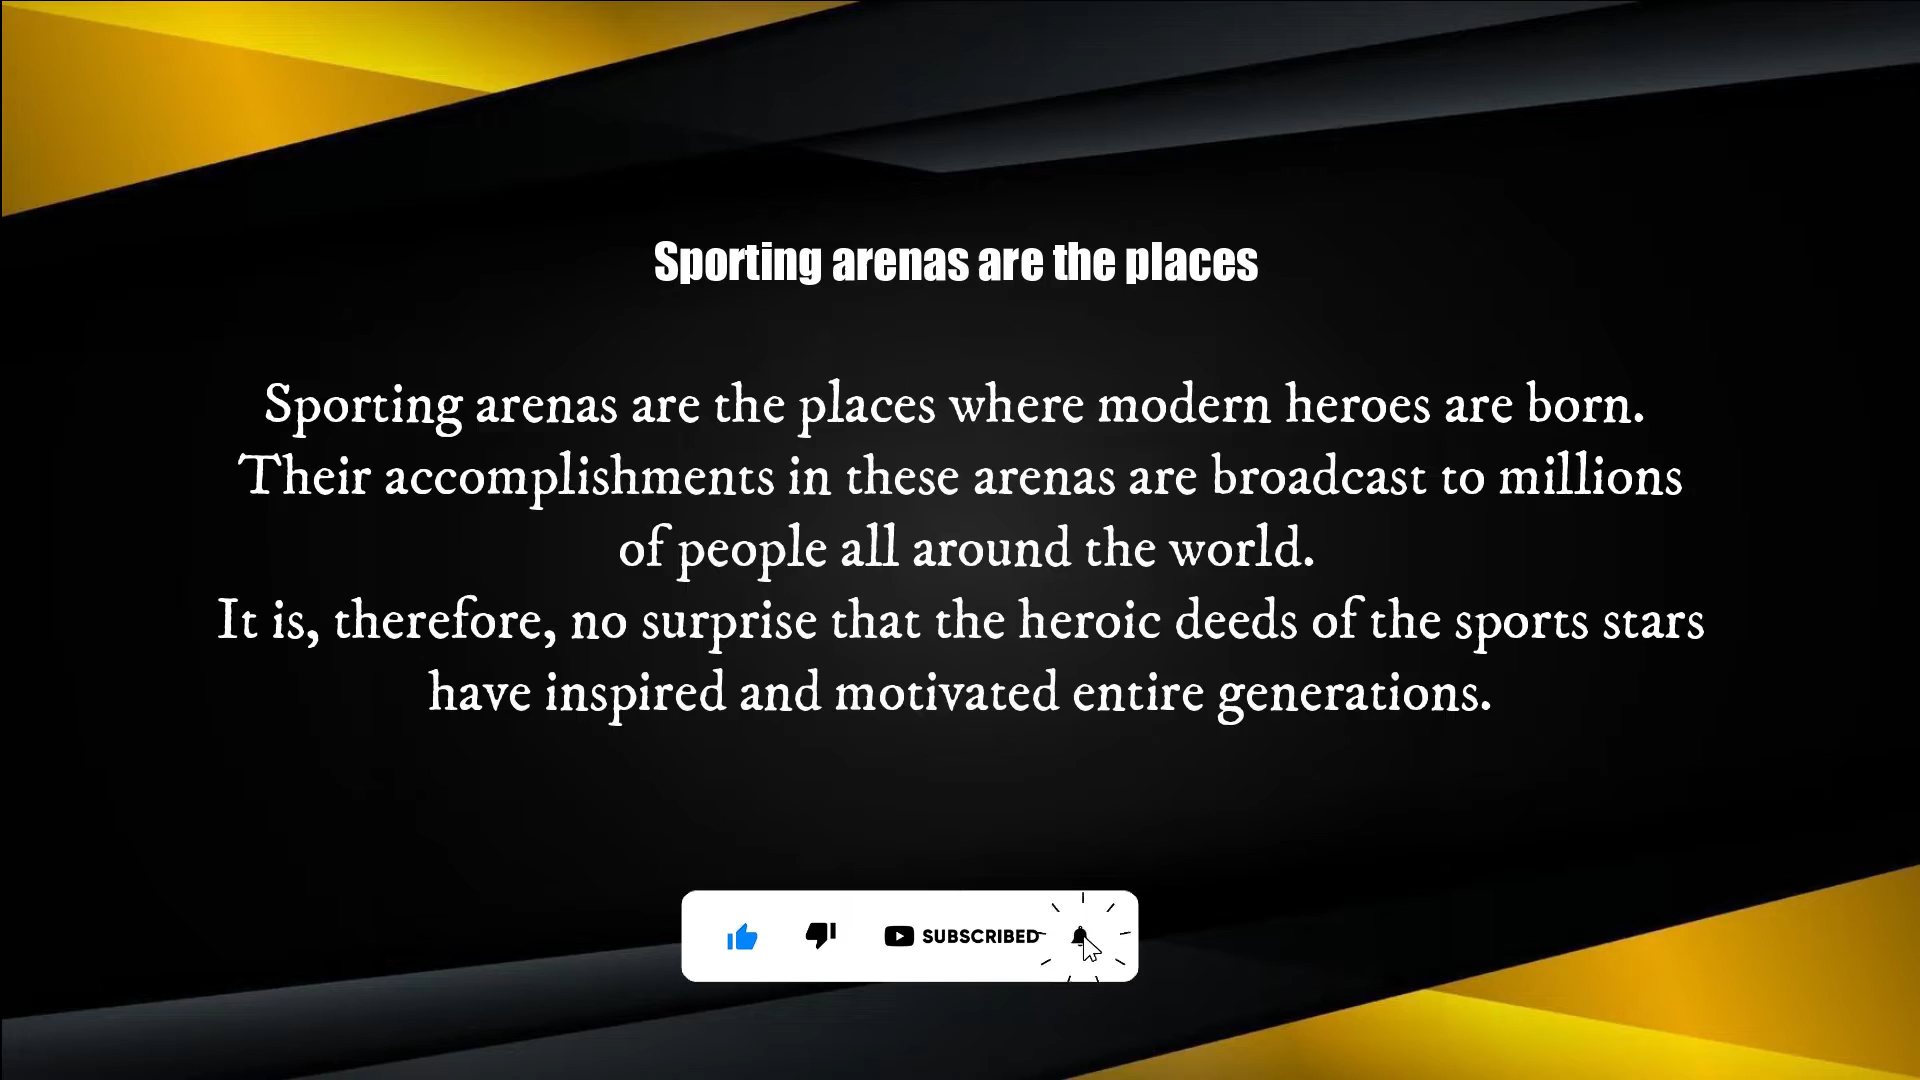 Sporting arenas are the places
Sporting arenas are the places where modern heroes are born.
Their accomplishments in these arenas are broadcast to millions
of people all around the world.
It is, therefore, no surprise that the heroic deeds of the sports stars
have inspired and motivated entire generations.
SUBSCRIBED